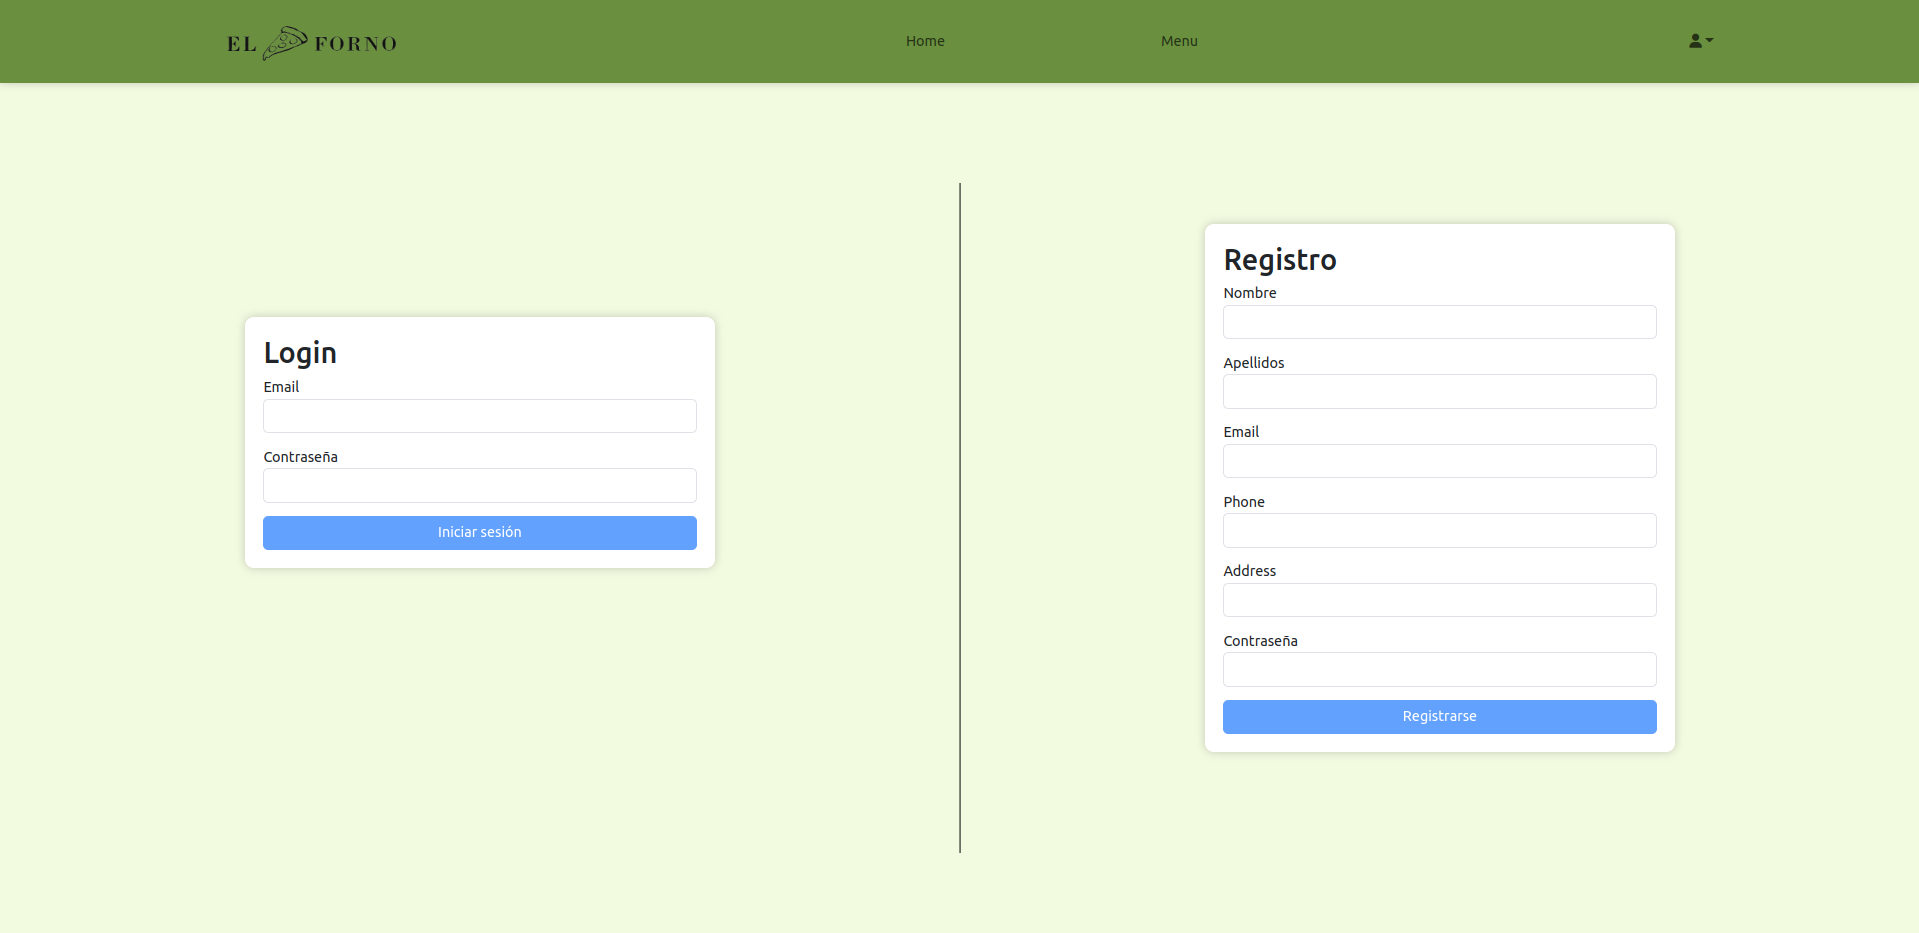 EL FORNO
Home
Menu
Login
Email
Contraseña
Iniciar sesión
Registro
Nombre
Apellidos
Email
Phone
Address
Contraseña
Registrarse